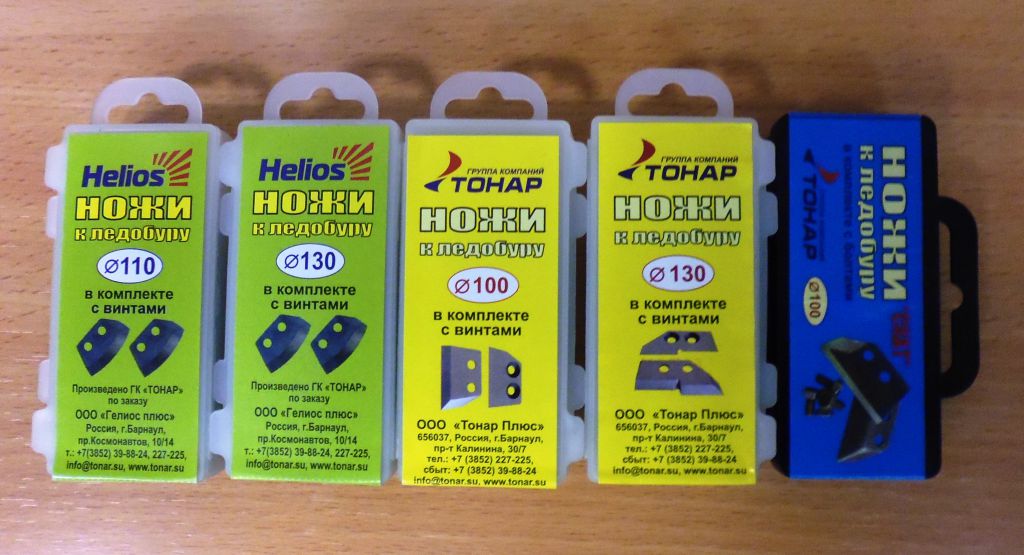 Helios
НОЖИ
к ледобуру
⌀110
в комплекте
с винтами
Произведено ГК «ТОНАР»
по заказу
ООО «Гелиос плюс»
Россия, г.Барнаул,
пр.Космонавтов, 10/14
т.: +7(3852) 39-88-24, 227-225,
info@tonar.su, www.tonar.su
Helios
НОЖИ
к ледобуру
⌀130
в комплекте
с винтами
Произведено ГК «ТОНАР»
по заказу
ООО «Гелиос плюс»
Россия, г.Барнаул,
пр.Космонавтов, 10/14
т.: +7(3852) 39-88-24, 227-225,
info@tonar.su, www.tonar.su
ГРУППА КОМПАНИЙ
ТОНАР
НОЖИ
к ледобуру
⌀100
в комплекте
с винтами
ООО «Тонар Плюс»
656037, Россия, г.Барнаул,
пр-т Калинина, 30/7
тел.: +7 (3852) 227-225,
сбыт: +7 (3852) 39-88-24
info@tonar.su, www.tonar.su
ГРУППА КОМПАНИЙ
ТОНАР
НОЖИ
к ледобуру
⌀130
в комплекте
с винтами
ООО «Тонар Плюс»
656037, Россия, г.Барнаул,
пр-т Калинина, 30/7
тел.: +7 (3852) 227-225,
сбыт: +7 (3852) 39-88-24
info@tonar.su, www.tonar.su
НОЖИ
к ледобуру
в комплекте с болтами
ТОНАР
⌀100